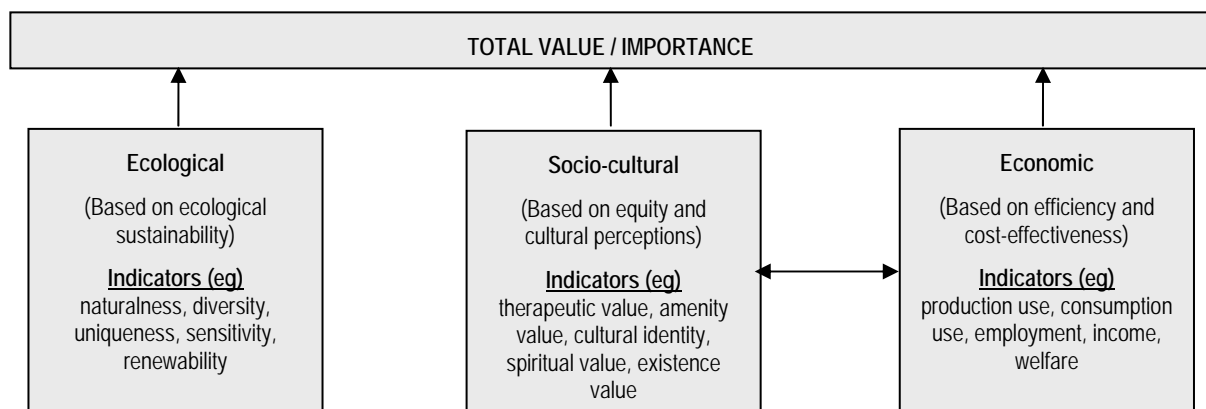 TOTAL VALUE / IMPORTANCE
Ecological
(Based on ecological
sustainability)
Indicators (eg)
naturalness, diversity,
uniqueness, sensitivity,
renewability
Socio-cultural
(Based on equity and
cultural perceptions)
Indicators (eg)
therapeutic value, amenity
value, cultural identity,
spiritual value, existence
value
Economic
(Based on efficiency and
cost-effectiveness)
Indicators (eg)
production use, consumption
use, employment, income,
welfare